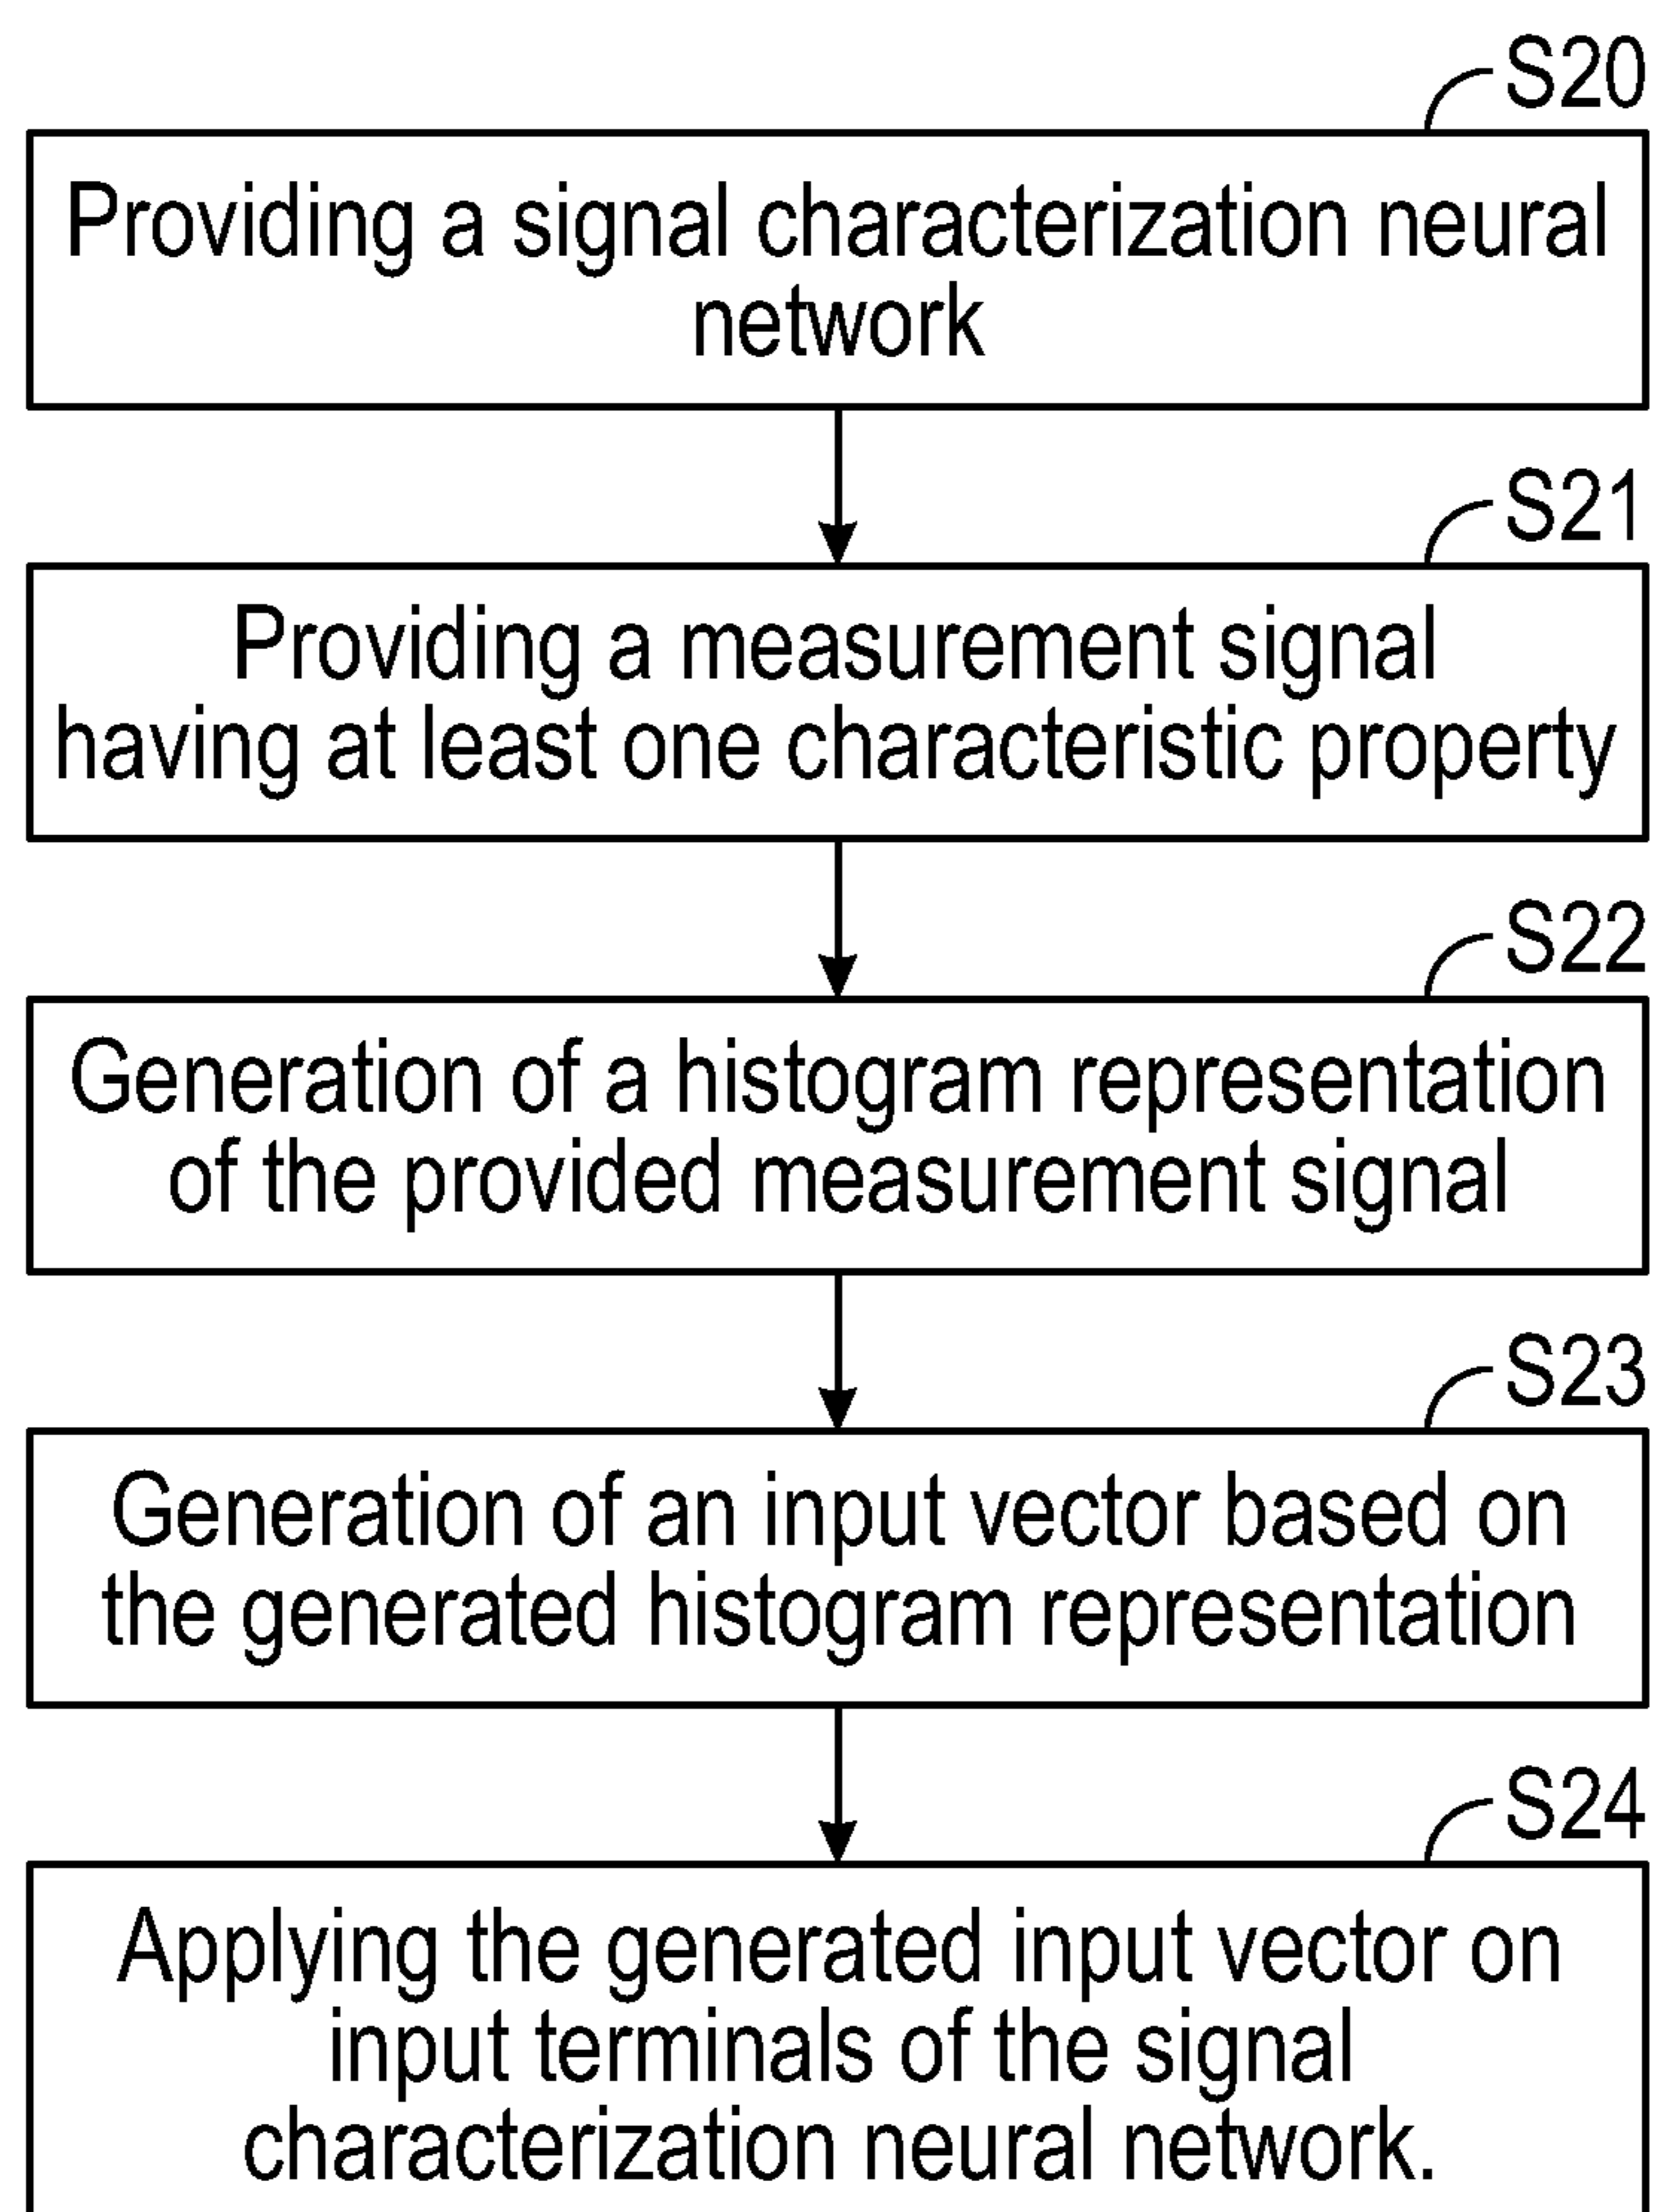 S20
Providing a signal characterization neural
network
S21
Providing a measurement signal
having at least one characteristic property
S22
Generation of a histogram representation
of the provided measurement signal
S23
Generation of an input vector based on
the generated histogram representation
S24
Applying the generated input vector on
input terminals of the signal
characterization neural network.